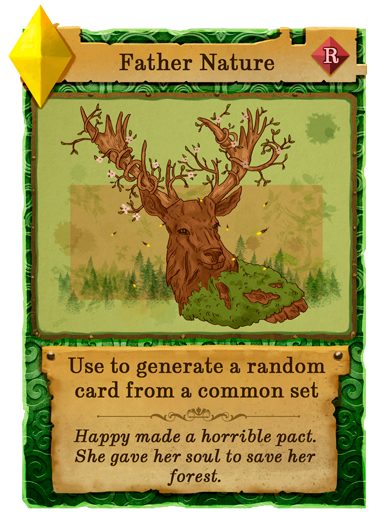 Father Nature
R
Use to generate a random
card from a common set
Happy made a horrible pact.
She gave her soul to save her
forest.